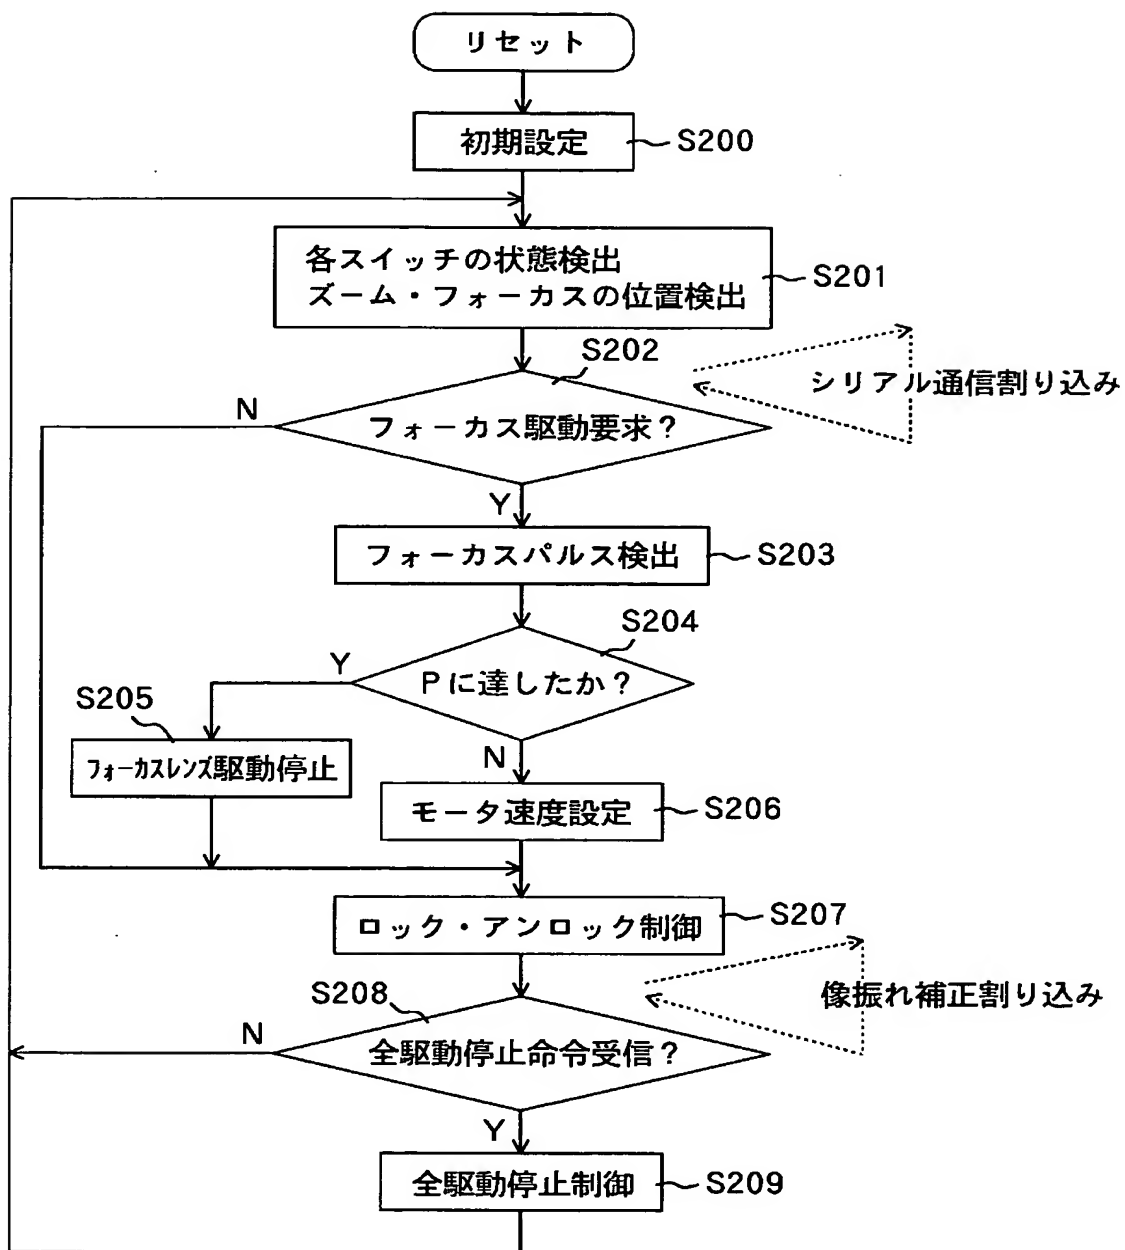 リセット
初期設定
S200
各スイッチの状態検出
ズーム・フォーカスの位置検出
S201
S202
シリアル通信割り込み
N
フォーカス駆動要求？
Y
フォーカスパルス検出
S203
S204
Y
Pに達したか？
S205
N
フォーカスレンズ駆動停止
モータ速度設定
S206
ロック・アンロック制御
S207
S208
像振れ補正割り込み
N
全駆動停止命令受信？
Y
全駆動停止制御
S209